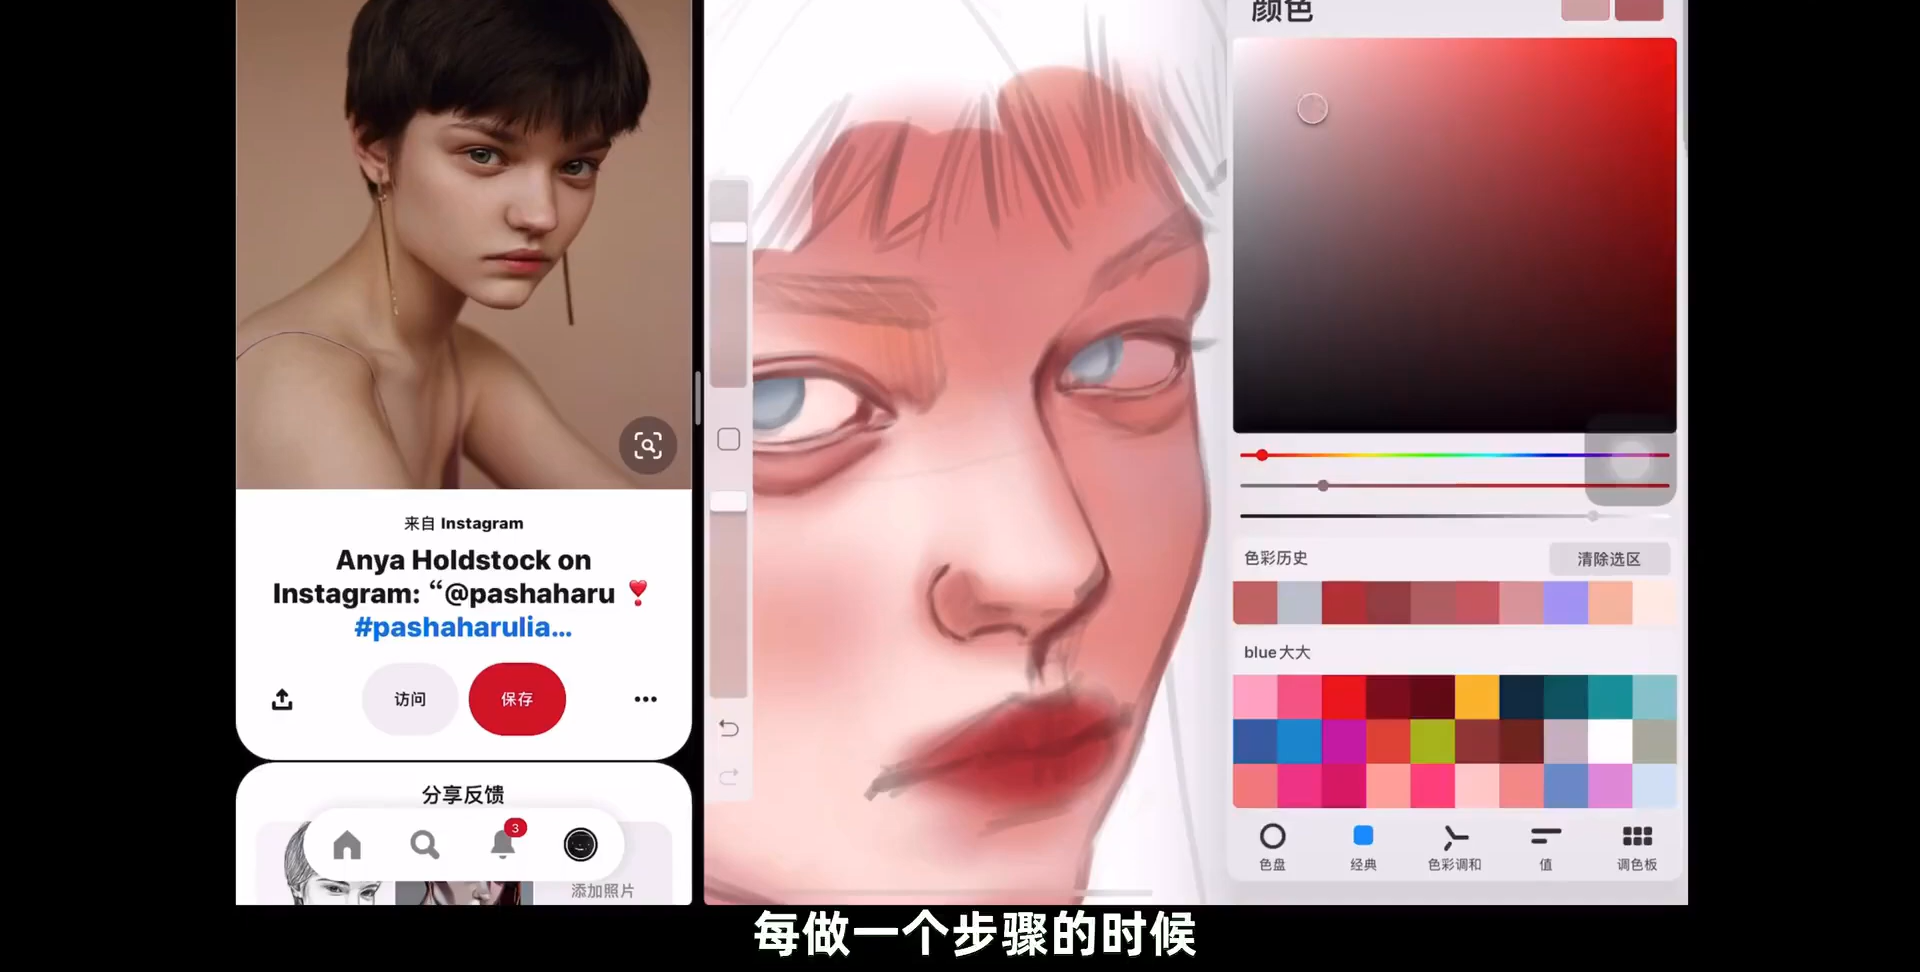 来自 Instagram
Anya Holdstock on
Instagram: “@pashaharu ❣️
#pashaharulia...
访问
保存
分享反馈
3
添加照片
颜色
色彩历史
清除选区
blue大大
色盘
经典
色彩调和
值
调色板
每做一个步骤的时候